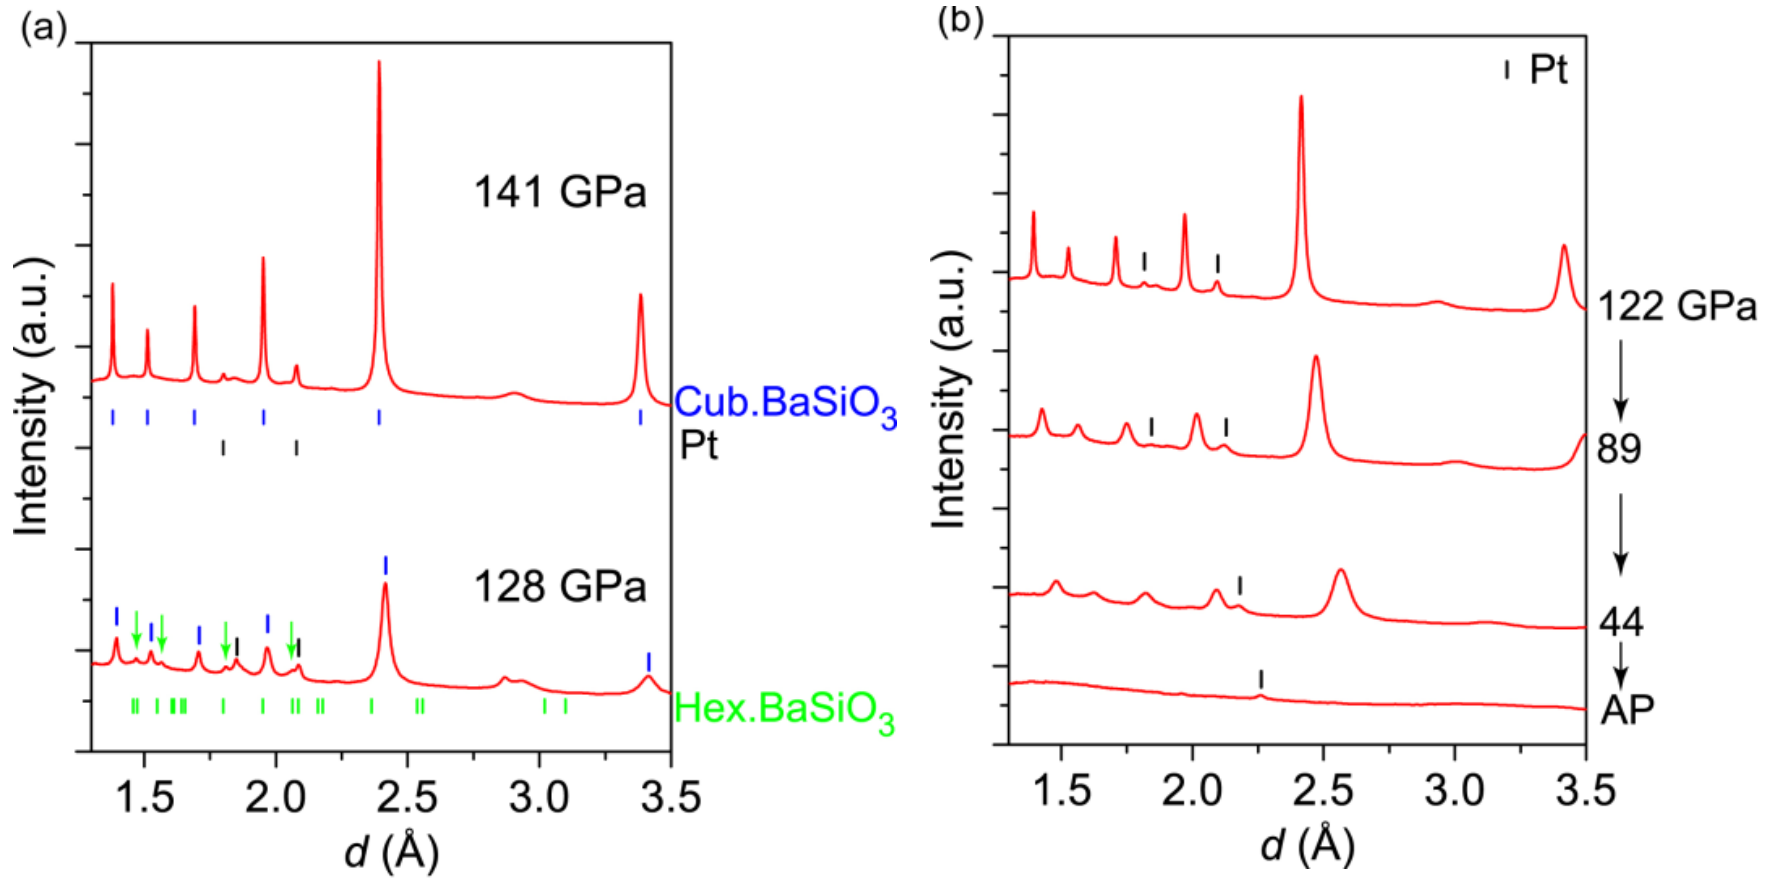 (a)
141 GPa
Cub.BaSiO3
Pt
128 GPa
Hex.BaSiO3
Intensity (a.u.)
1.5 2.0 2.5 3.0 3.5
d (Å)
(b)
Pt
122 GPa
89
44
AP
Intensity (a.u.)
1.5 2.0 2.5 3.0 3.5
d (Å)